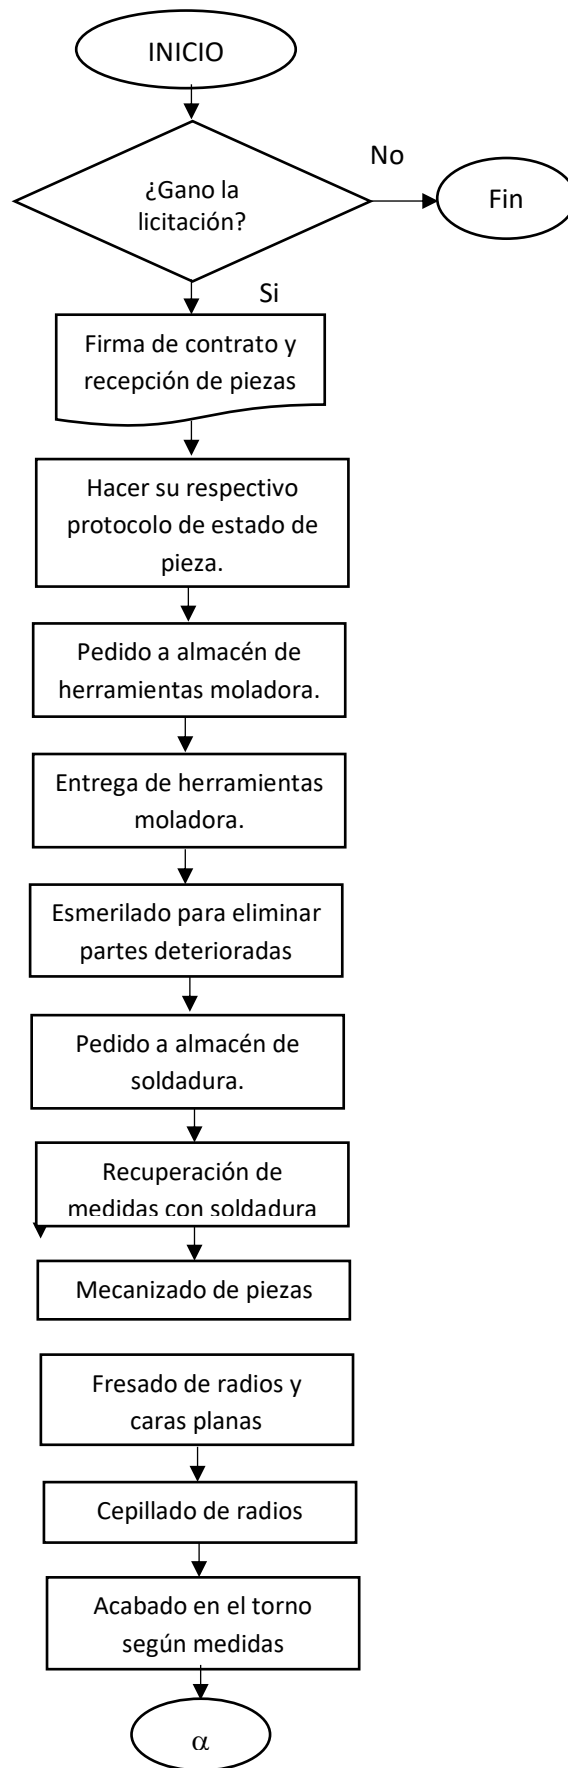 INICIO
¿Gano la
licitación?
No
Fin
Si
Firma de contrato y
recepción de piezas
Hacer su respectivo
protocolo de estado de
pieza.
Pedido a almacén de
herramientas moladora.
Entrega de herramientas
moladora.
Esmerilado para eliminar
partes deterioradas
Pedido a almacén de
soldadura.
Recuperación de
medidas con soldadura
Mecanizado de piezas
Fresado de radios y
caras planas
Cepillado de radios
Acabado en el torno
según medidas
α